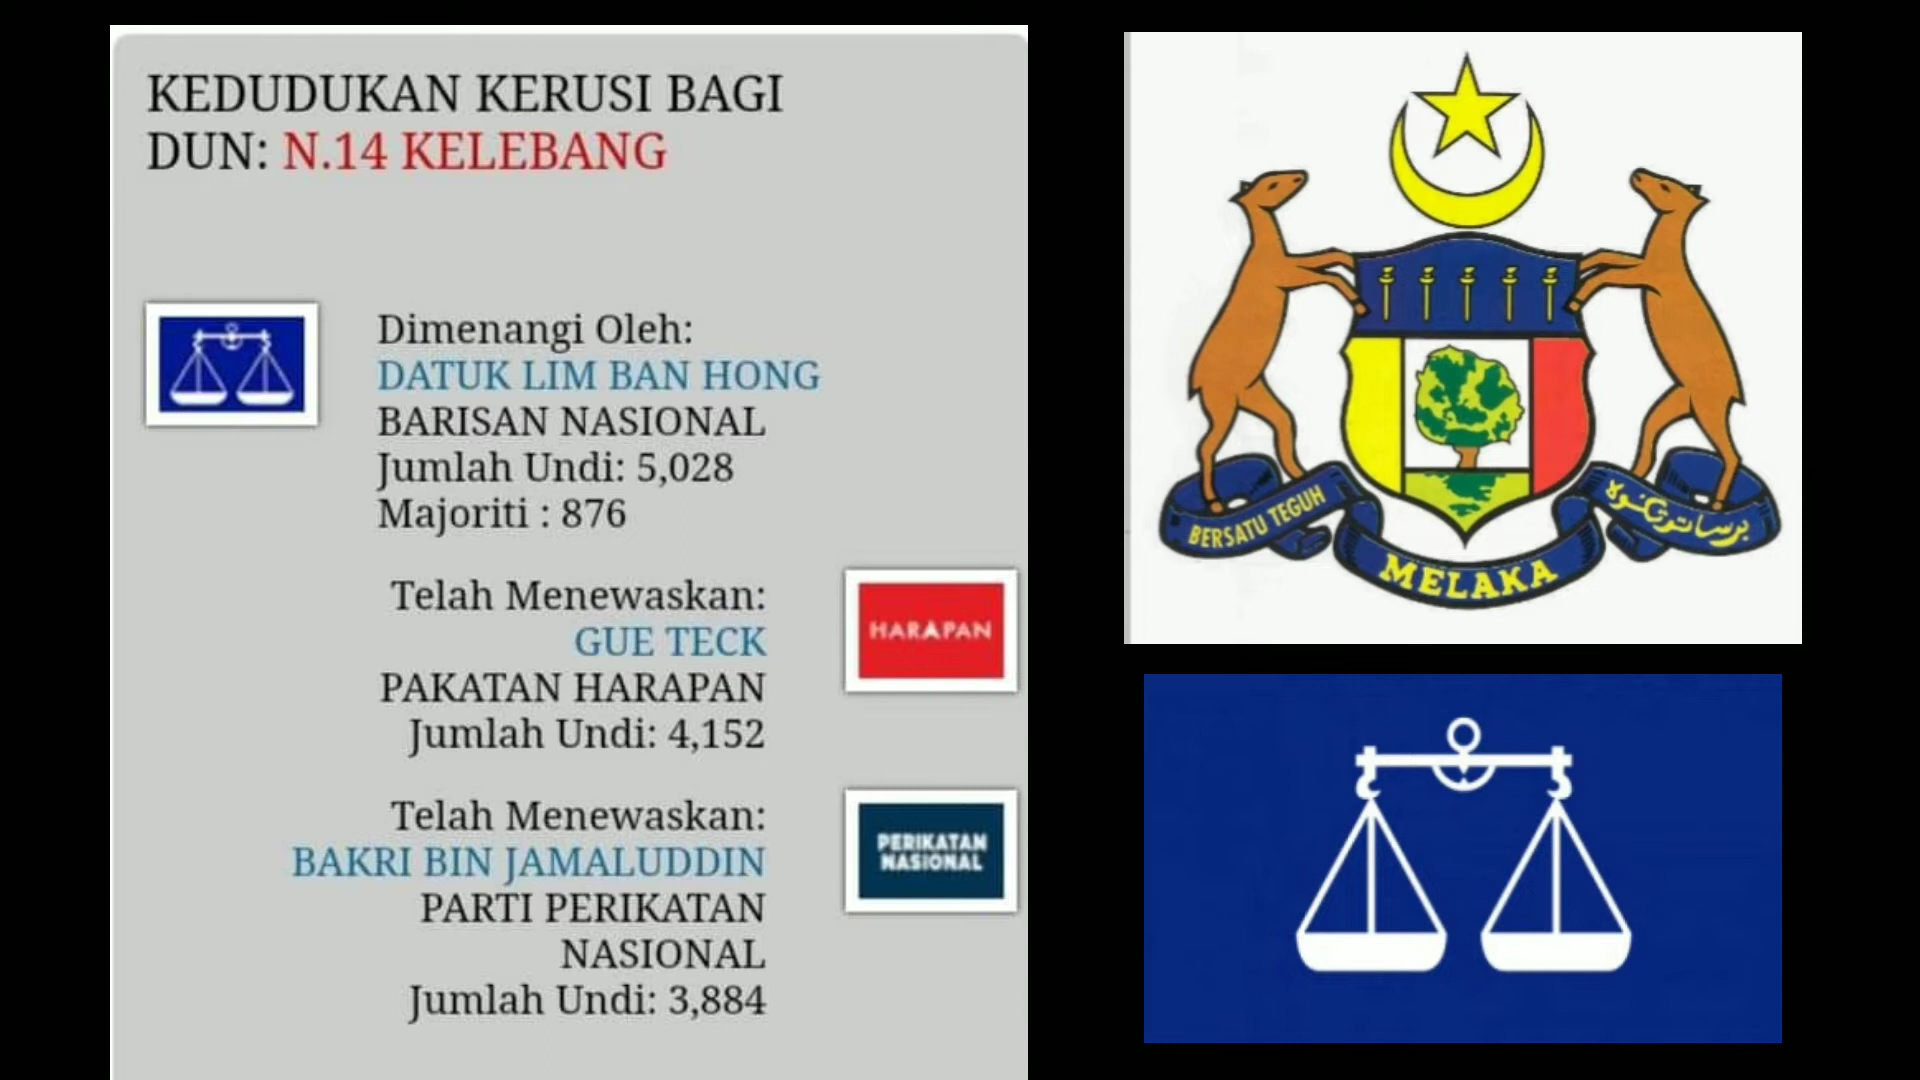 KEDUDUKAN KERUSI BAGI
DUN: N.14 KELEBANG
Dimenangi Oleh:
DATUK LIM BAN HONG
BARISAN NASIONAL
Jumlah Undi: 5,028
Majoriti : 876
Telah Menewaskan:
GUE TECK
PAKATAN HARAPAN
Jumlah Undi: 4,152
HARAPAN
Telah Menewaskan:
BAKRI BIN JAMALUDDIN
PARTI PERIKATAN
NASIONAL
Jumlah Undi: 3,884
PERIKATAN
NASIONAL
BERSATU TEGUH
MELAKA
برساتو تݢوه